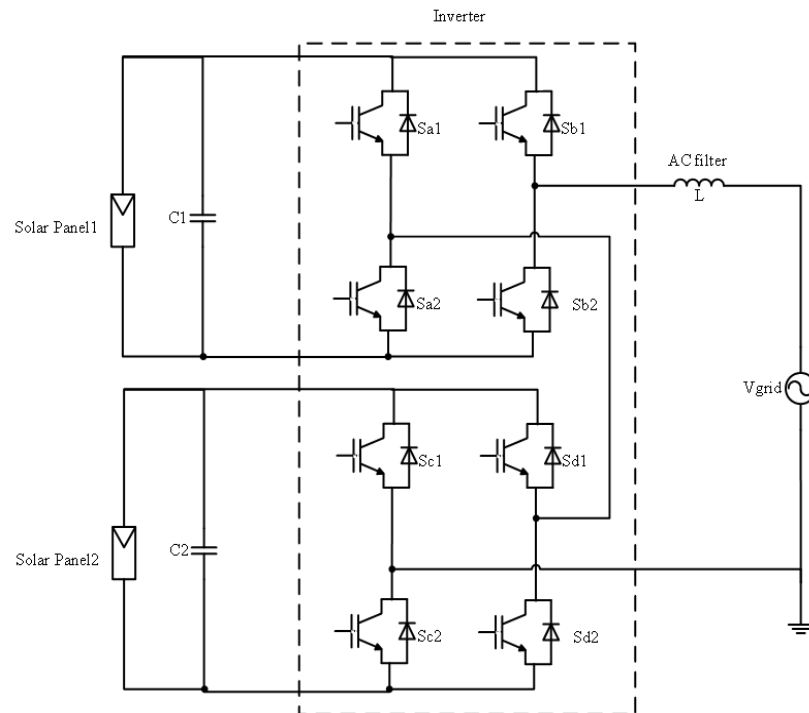 Inverter
Sa1
Sb1
AC filter
L
Solar Panel1
C1
Sa2
Sb2
Vgrid
Sc1
Sd1
Solar Panel2
C2
Sc2
Sd2